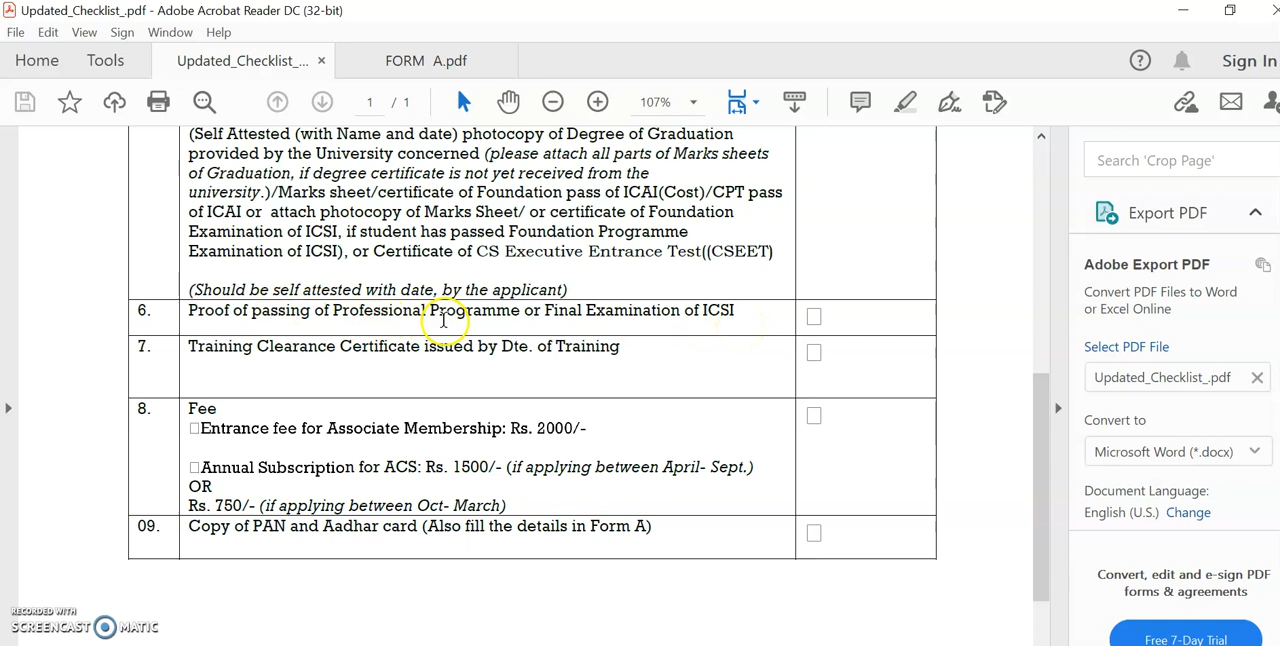 Updated_Checklist_.pdf - Adobe Acrobat Reader DC (32-bit)
File Edit View Sign Window Help
Home Tools Updated_Checklist_... × FORM A.pdf Sign In
1 / 1 107%
(Self Attested (with Name and date) photocopy of Degree of Graduation
provided by the University concerned (please attach all parts of Marks sheets
of Graduation, if degree certificate is not yet received from the
university.)/Marks sheet/certificate of Foundation pass of ICAI(Cost)/CPT pass
of ICAI or attach photocopy of Marks Sheet/ or certificate of Foundation
Examination of ICSI, if student has passed Foundation Programme
Examination of ICSI), or Certificate of CS Executive Entrance Test((CSEET)
(Should be self attested with date, by the applicant)
6. Proof of passing of Professional Programme or Final Examination of ICSI
7. Training Clearance Certificate issued by Dte. of Training
8. Fee
Entrance fee for Associate Membership: Rs. 2000/-
Annual Subscription for ACS: Rs. 1500/- (if applying between April- Sept.)
OR
Rs. 750/- (if applying between Oct- March)
09. Copy of PAN and Aadhar card (Also fill the details in Form A)
Search 'Crop Page'
Export PDF
Adobe Export PDF
Convert PDF Files to Word
or Excel Online
Select PDF File
Updated_Checklist_.pdf
Convert to
Microsoft Word (*.docx)
Document Language:
English (U.S.) Change
Convert, edit and e-sign PDF
forms & agreements
Free 7-Day Trial
RECORDED WITH
SCREENCAST MATIC